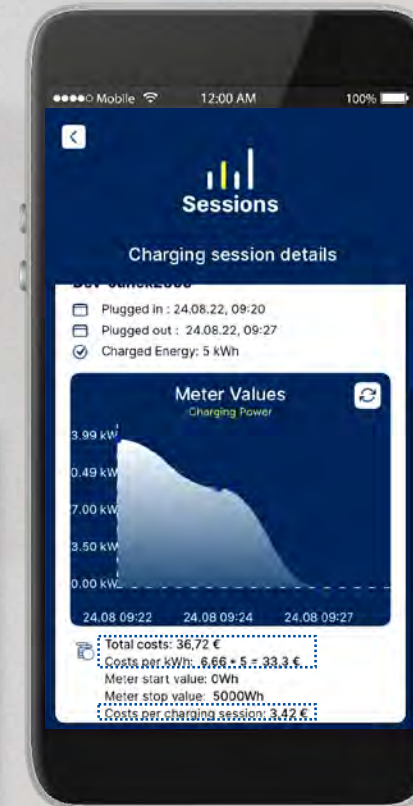 Mobile 12:00 AM 100%
Sessions
Charging session details
Plugged in : 24.08.22, 09:20
Plugged out : 24.08.22, 09:27
Charged Energy: 5 kWh
Meter Values
Charging Power
3.99 kW
0.49 kW
7.00 kW
3.50 kW
0.00 kW
24.08 09:22 24.08 09:24 24.08 09:27
Total costs: 36,72 €
Costs per kWh: 6.66 * 5 = 33.3 €
Meter start value: 0Wh
Meter stop value: 5000Wh
Costs per charging session: 3.42 €